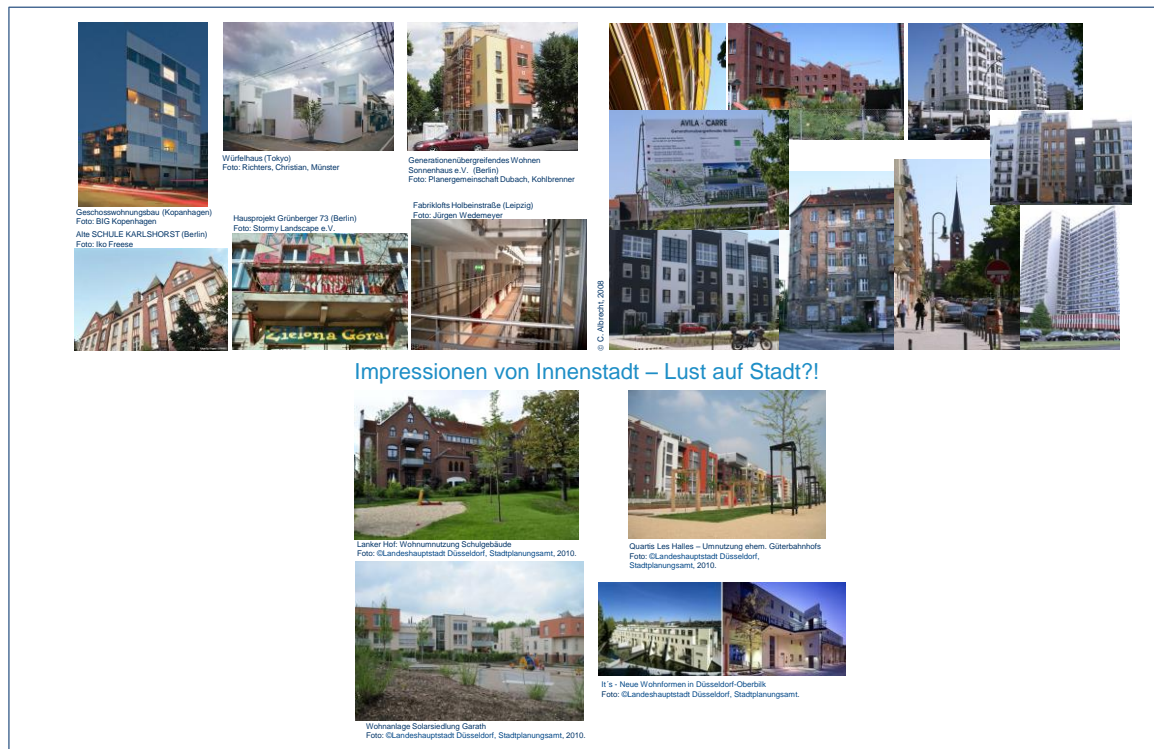 Würfelhaus (Tokyo)
Foto: Richters, Christian, Münster
Generationenübergreifendes Wohnen
Sonnenhaus e.V. (Berlin)
Foto: Planergemeinschaft Dubach, Kohlbrenner
Geschosswohnungsbau (Kopanhagen)
Foto: BIG Kopenhagen
Alte SCHULE KARLSHORST (Berlin)
Foto: Iko Freese
Hausprojekt Grünberger 73 (Berlin)
Foto: Stormy Landscape e.V.
Fabriklofts Holbeinstraße (Leipzig)
Foto: Jürgen Wedemeyer
Zielona Góra
AVILA - CARRE
Generationsübergreifendes Wohnen
© C. Albrecht, 2008
Impressionen von Innenstadt – Lust auf Stadt?!
Lanker Hof: Wohnumnutzung Schulgebäude
Foto: ©Landeshauptstadt Düsseldorf, Stadtplanungsamt, 2010.
Quartis Les Halles – Umnutzung ehem. Güterbahnhofs
Foto: ©Landeshauptstadt Düsseldorf,
Stadtplanungsamt, 2010.
It´s - Neue Wohnformen in Düsseldorf-Oberbilk
Foto: ©Landeshauptstadt Düsseldorf, Stadtplanungsamt.
Wohnanlage Solarsiedlung Garath
Foto: ©Landeshauptstadt Düsseldorf, Stadtplanungsamt, 2010.